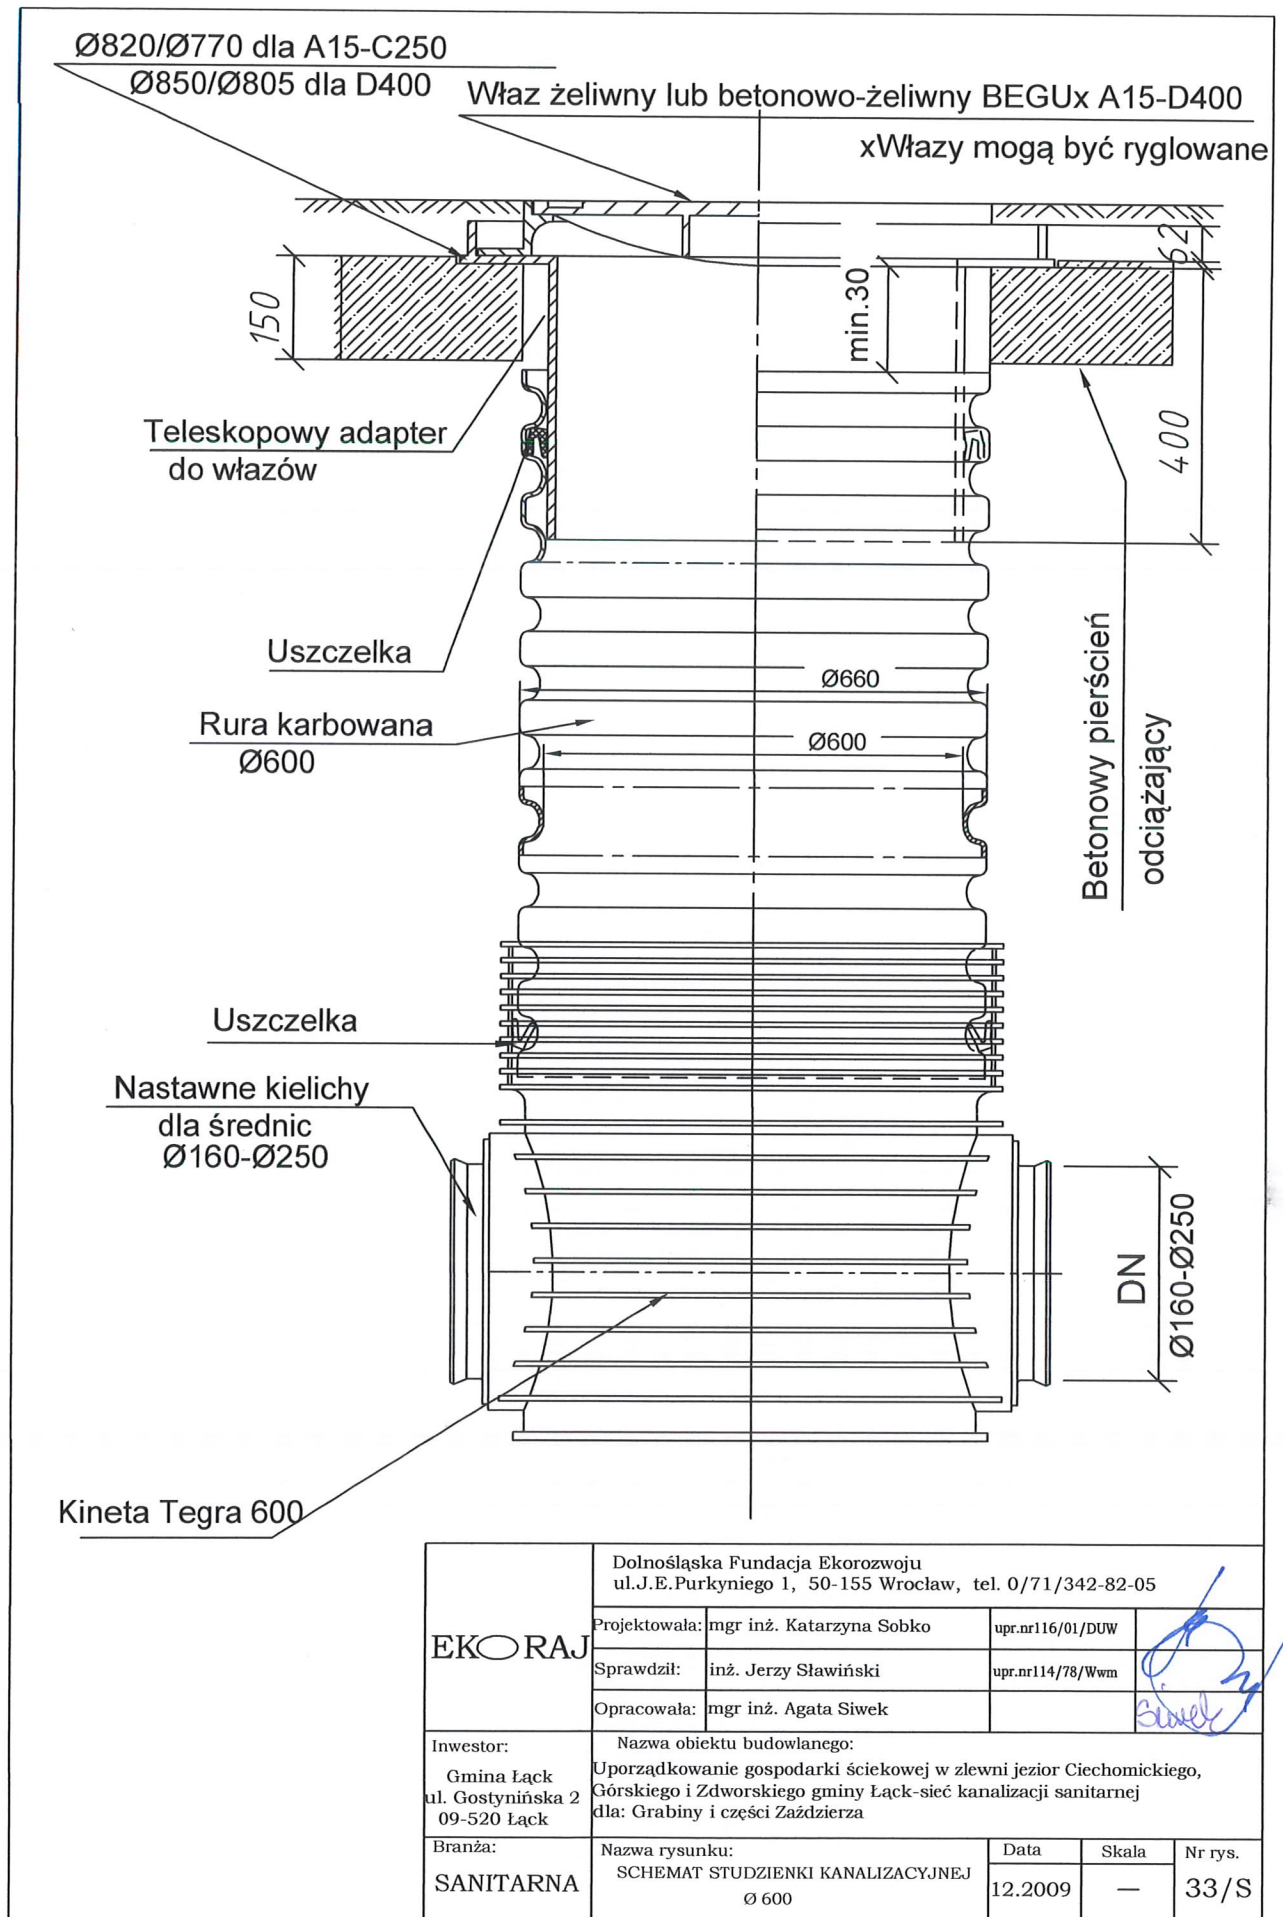 Ø820/Ø770 dla A15-C250
Ø850/Ø805 dla D400
Właz żeliwny lub betonowo-żeliwny BEGUx A15-D400
xWłazy mogą być ryglowane
62
150
min.30
400
Teleskopowy adapter
do włazów
Uszczelka
Rura karbowana
Ø600
Ø660
Ø600
Betonowy pierścień
odciążający
Uszczelka
Nastawne kielichy
dla średnic
Ø160-Ø250
DN
Ø160-Ø250
Kineta Tegra 600
EKORAJ
Dolnośląska Fundacja Ekorozwoju
ul.J.E.Purkyniego 1, 50-155 Wrocław, tel. 0/71/342-82-05
Projektowała: mgr inż. Katarzyna Sobko upr.nr116/01/DUW
Sprawdził: inż. Jerzy Sławiński upr.nr114/78/Wwm
Opracowała: mgr inż. Agata Siwek Siwek
Inwestor:
Gmina Łąck
ul. Gostynińska 2
09-520 Łąck
Nazwa obiektu budowlanego:
Uporządkowanie gospodarki ściekowej w zlewni jezior Ciechomickiego,
Górskiego i Zdworskiego gminy Łąck-sieć kanalizacji sanitarnej
dla: Grabiny i części Zaździerza
Branża:
SANITARNA
Nazwa rysunku:
SCHEMAT STUDZIENKI KANALIZACYJNEJ
Ø 600
Data
12.2009
Skala
—
Nr rys.
33/S